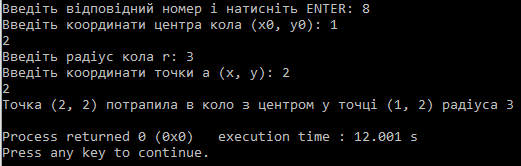 Введіть відповідний номер і натисніть ENTER: 8
Введіть координати центра кола (x0, y0): 1
2
Введіть радіус кола r: 3
Введіть координати точки a (x, y): 2
2
Точка (2, 2) потрапила в коло з центром у точці (1, 2) радіуса 3
Process returned 0 (0x0)   execution time : 12.001 s
Press any key to continue.